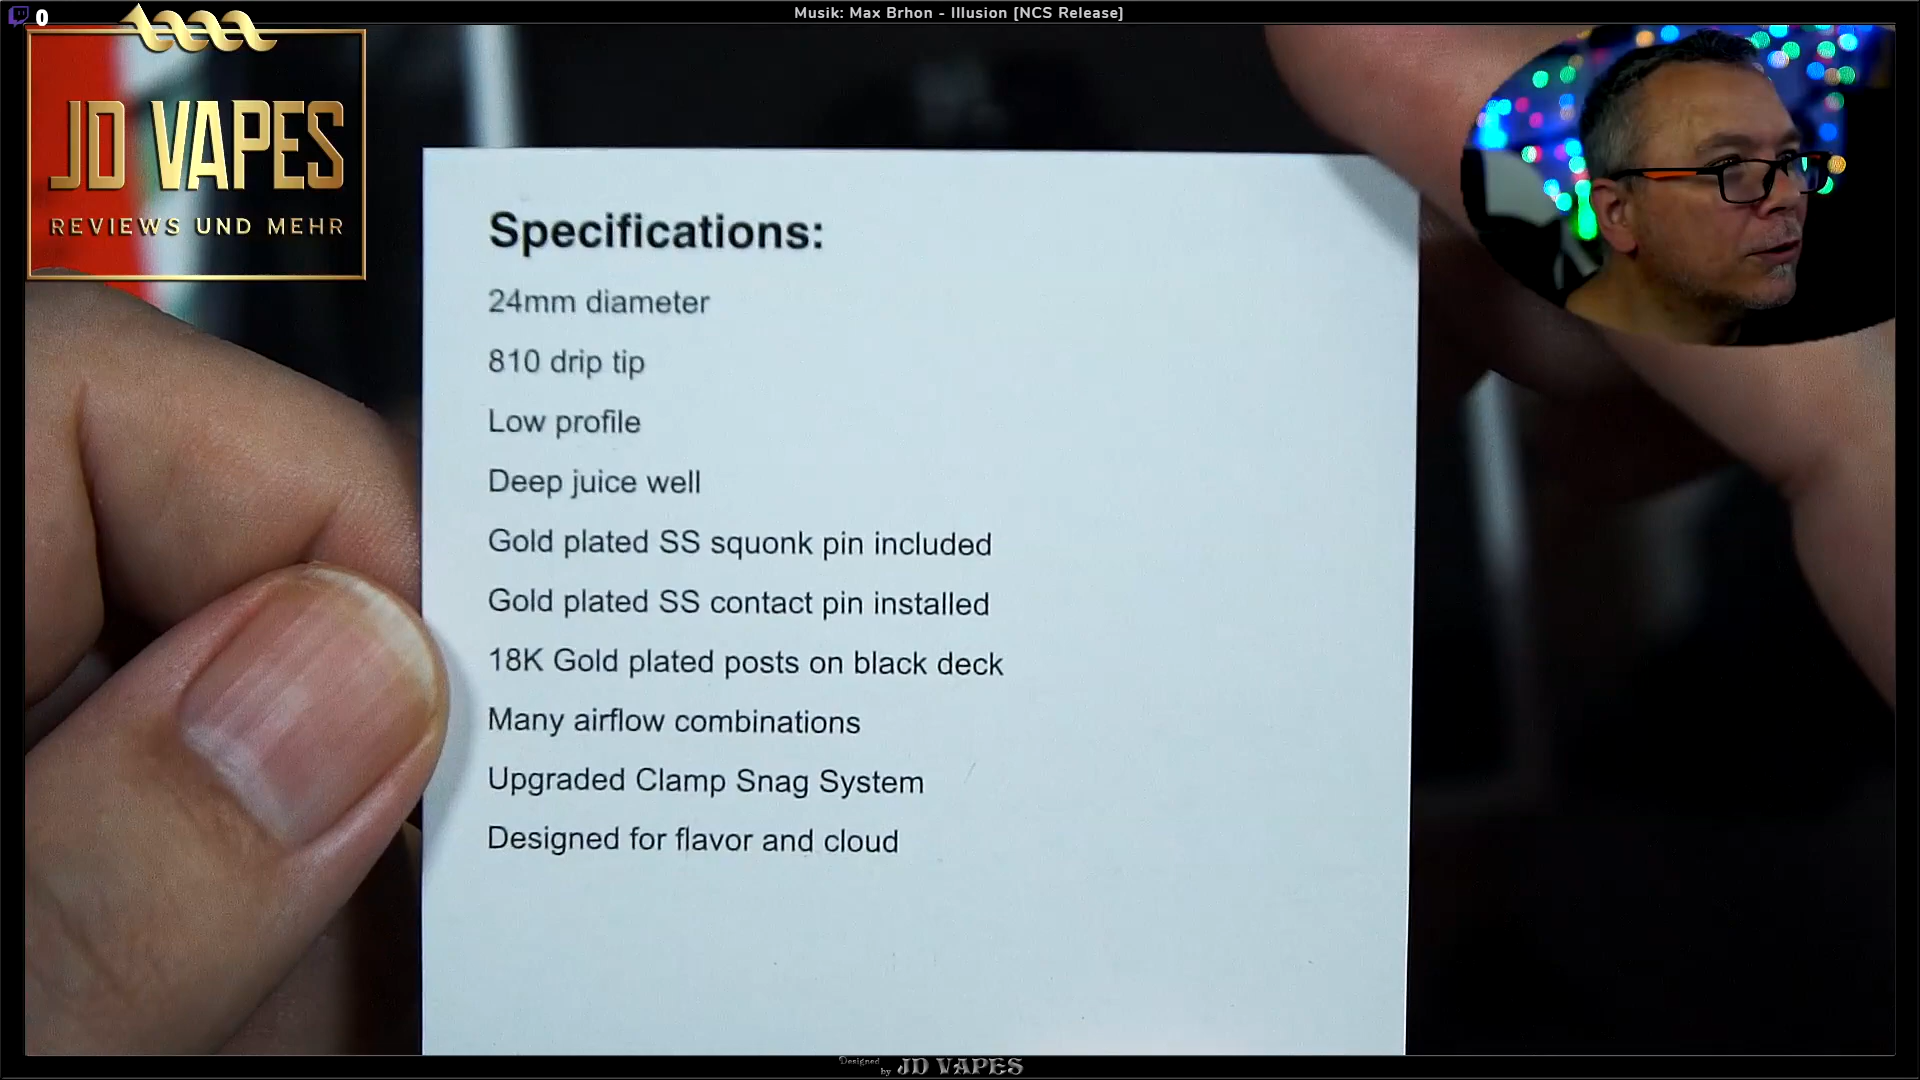 0
Musik: Max Brhon - Illusion [NCS Release]
JD VAPES
REVIEWS UND MEHR
Specifications:
24mm diameter
810 drip tip
Low profile
Deep juice well
Gold plated SS squonk pin included
Gold plated SS contact pin installed
18K Gold plated posts on black deck
Many airflow combinations
Upgraded Clamp Snag System
Designed for flavor and cloud
Designed
by JD VAPES